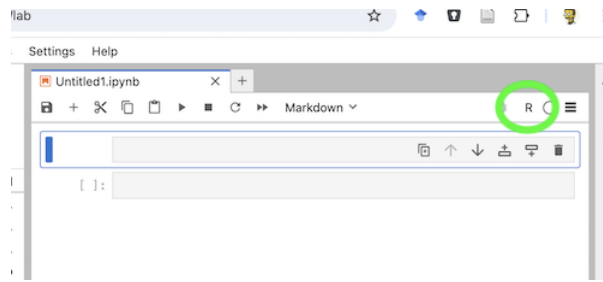 /lab
Settings Help
Untitled1.ipynb
Markdown
R
[ ]: